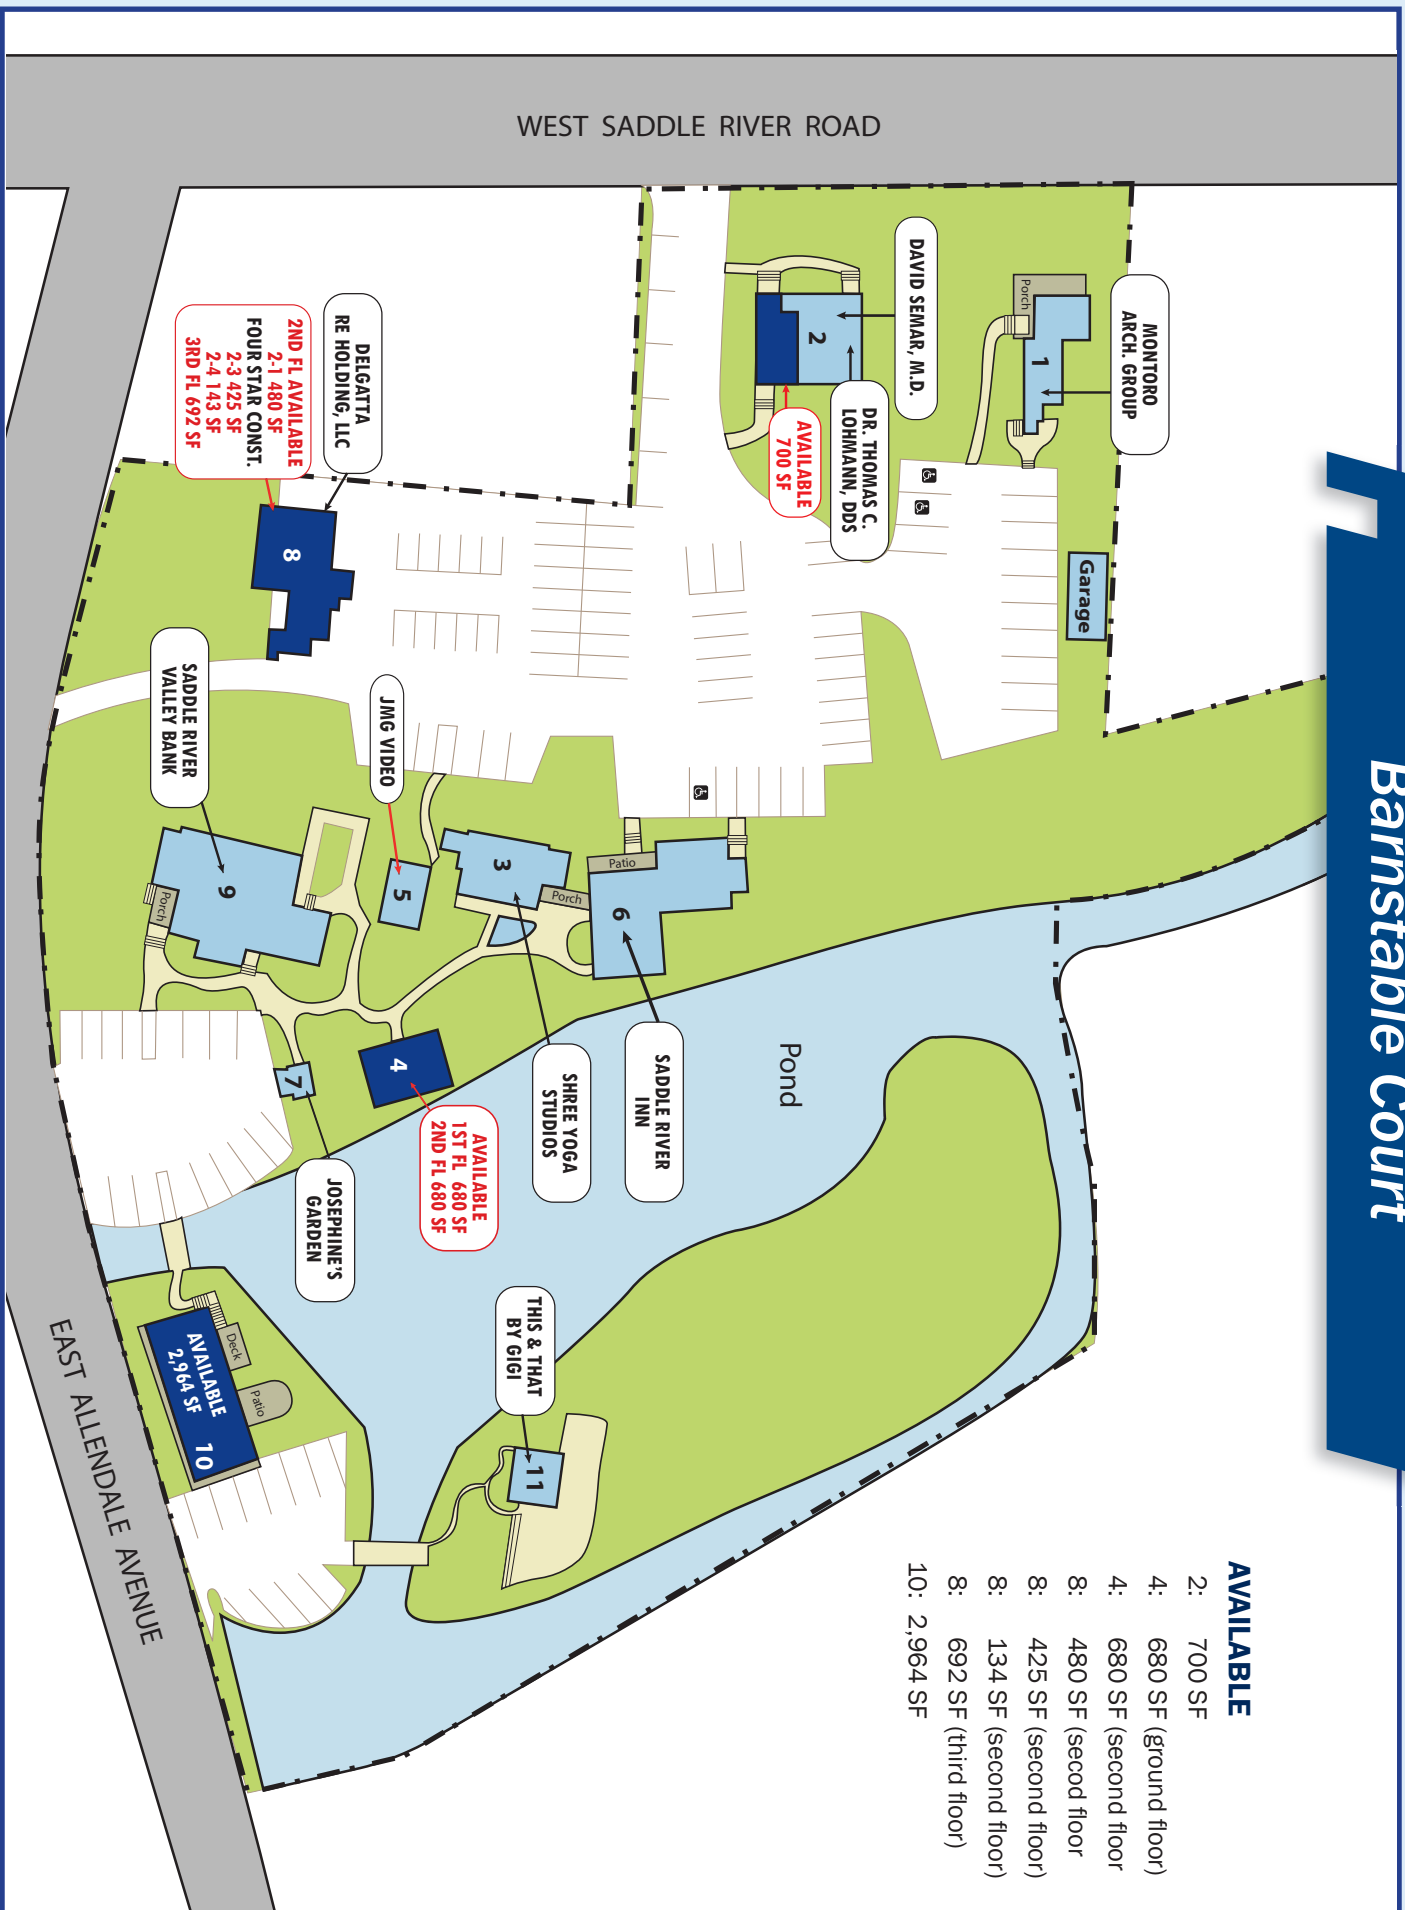 Barnstable Court
WEST SADDLE RIVER ROAD
MONTORO
ARCH. GROUP
Porch
1
DAVID SEMAR, M.D.
2
DR. THOMAS C.
LOHMANN, DDS
AVAILABLE
700 SF
Garage
DELGATTA
RE HOLDING, LLC
2ND FL AVAILABLE
2-1 480 SF
FOUR STAR CONST.
2-3 425 SF
2-4 143 SF
3RD FL 692 SF
8
SADDLE RIVER
VALLEY BANK
9
Porch
JMG VIDEO
5
3
Porch
Patio
6
SADDLE RIVER
INN
SHREE YOGA
STUDIOS
4
AVAILABLE
1ST FL 680 SF
2ND FL 680 SF
7
JOSEPHINE'S
GARDEN
Pond
THIS & THAT
BY GIGI
11
Deck
Patio
AVAILABLE
2,964 SF
10
EAST ALLENDALE AVENUE
AVAILABLE
2: 700 SF
4: 680 SF (ground floor)
4: 680 SF (second floor
8: 480 SF (secod floor
8: 425 SF (second floor)
8: 134 SF (second floor)
8: 692 SF (third floor)
10: 2,964 SF